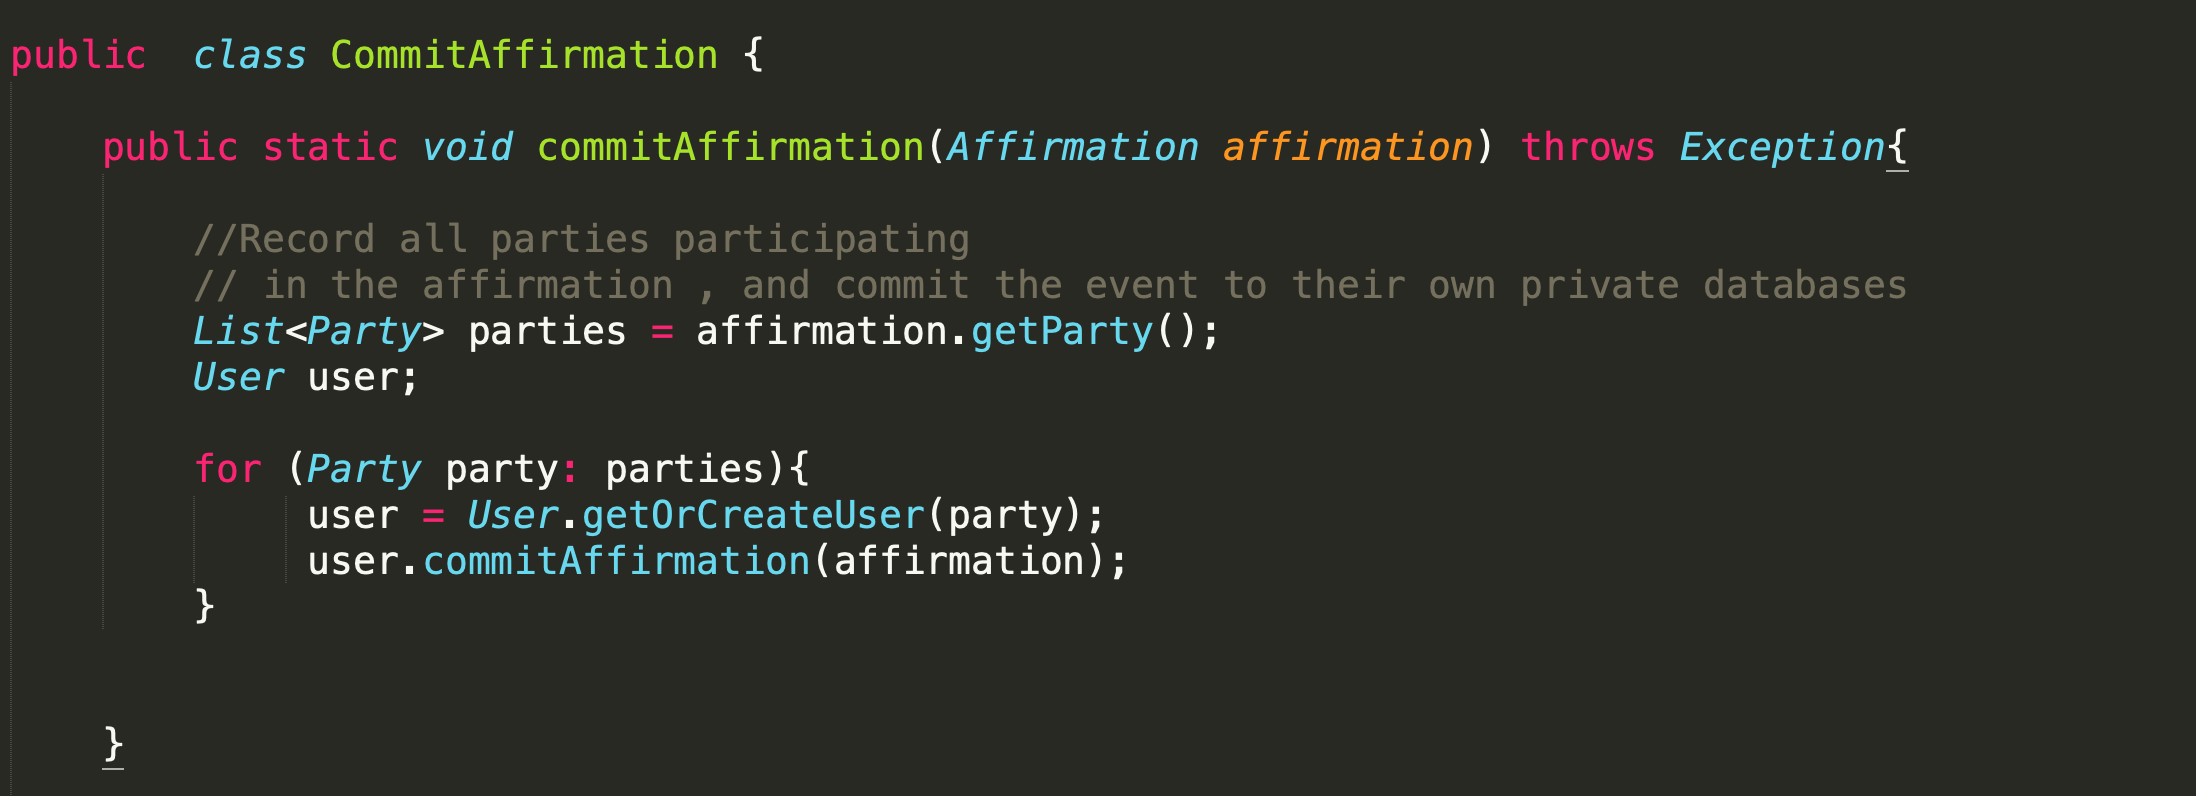 public  class CommitAffirmation {
public static void commitAffirmation(Affirmation affirmation) throws Exception{
//Record all parties participating
// in the affirmation , and commit the event to their own private databases
List<Party> parties = affirmation.getParty();
User user;
for (Party party: parties){
user = User.getOrCreateUser(party);
user.commitAffirmation(affirmation);
}
}